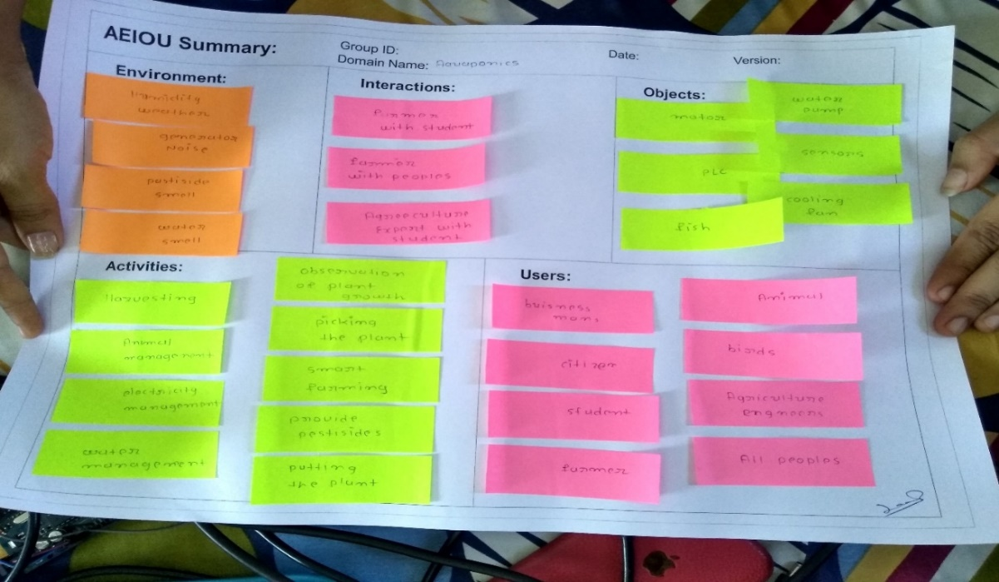 AEIOU Summary:
Group ID:
Domain Name: Aquaponics
Date:
Version:
Environment:
Humidity
weather
generator
Noise
pestiside
smell
water
smell
Interactions:
Farmer
with student
farmer
with peoples
Agreeculture
Expert with
student
Objects:
motor
PLC
fish
water
pump
sensors
cooling
fan
Activities:
Harvesting
Animal
management
electricity
management
water
management
observation
of plant
growth
picking
the plant
smart
farming
provide
pestisides
putting
the plant
Users:
buisness
mans
citizen
student
farmer
Animal
birds
Agriculture
engineers
All peoples